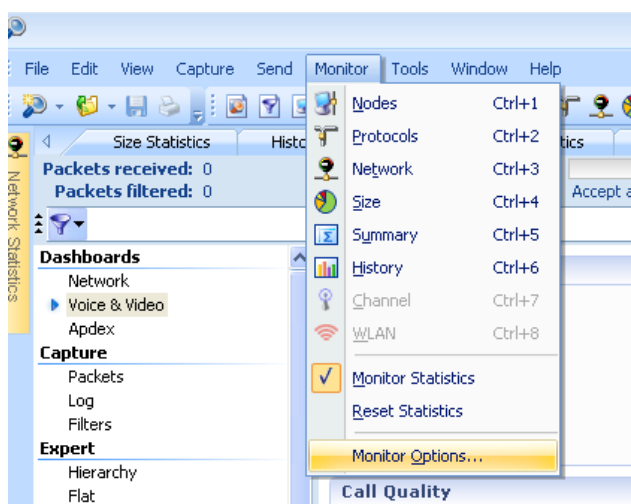 File Edit View Capture Send Monitor Tools Window Help
Size Statistics
Packets received: 0
Packets filtered: 0
Accept
Network Statistics
Dashboards
Network
Voice & Video
Apdex
Capture
Packets
Log
Filters
Expert
Hierarchy
Flat
Nodes Ctrl+1
Protocols Ctrl+2
Network Ctrl+3
Size Ctrl+4
Summary Ctrl+5
History Ctrl+6
Channel Ctrl+7
WLAN Ctrl+8
Monitor Statistics
Reset Statistics
Monitor Options...
Call Quality